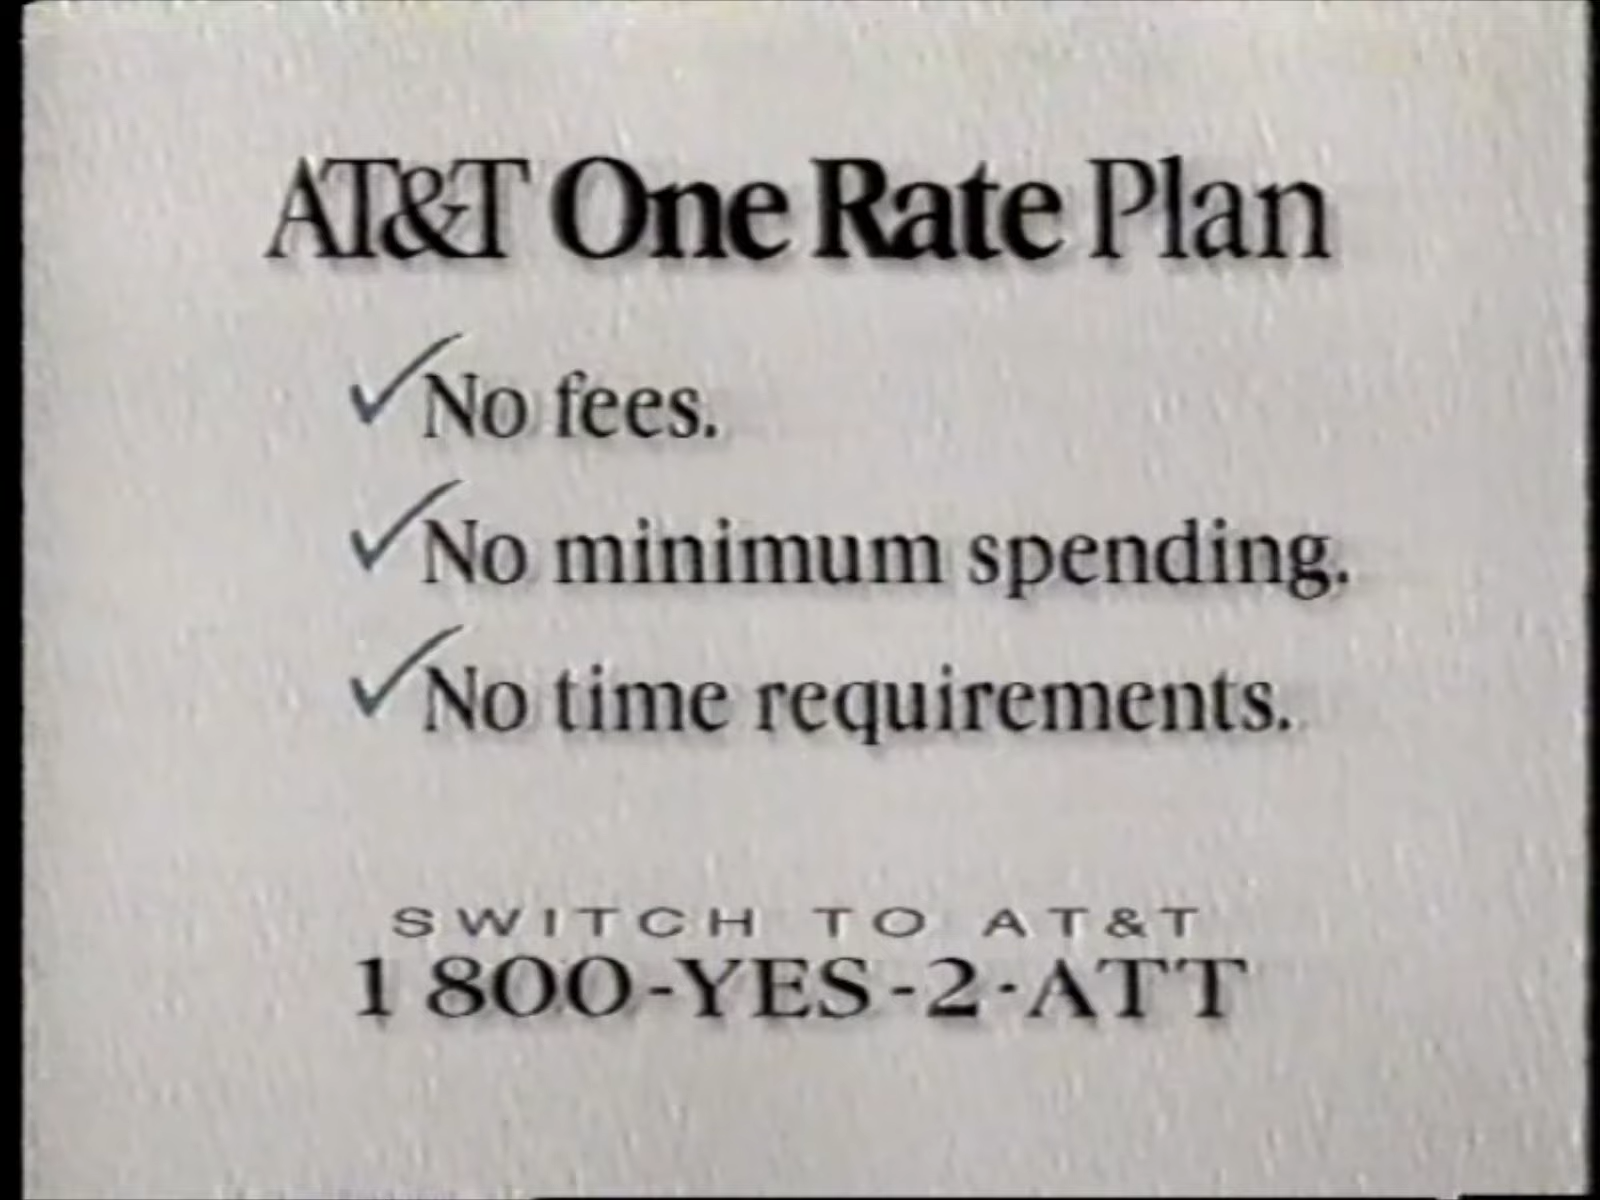 AT&T One Rate Plan
No fees.
No minimum spending.
No time requirements.
SWITCH TO AT&T
1 800-YES-2-ATT